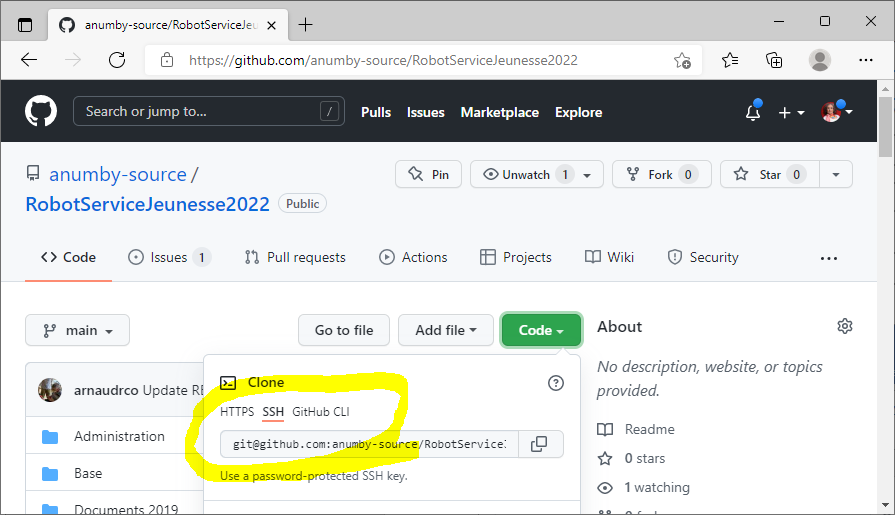 anumby-source/RobotServiceJeu
https://github.com/anumby-source/RobotServiceJeunesse2022
Search or jump to... /
Pulls Issues Marketplace Explore
anumby-source /
RobotServiceJeunesse2022 Public
Pin Unwatch 1 Fork 0 Star 0
Code Issues 1 Pull requests Actions Projects Wiki Security
main Go to file Add file Code
About
No description, website, or topics
provided.
arnaudrco Update RE
Clone
HTTPS SSH GitHub CLI
git@github.com:anumby-source/RobotServiceJ
Use a password-protected SSH key.
Administration
Base
Documents 2019
Readme
0 stars
1 watching